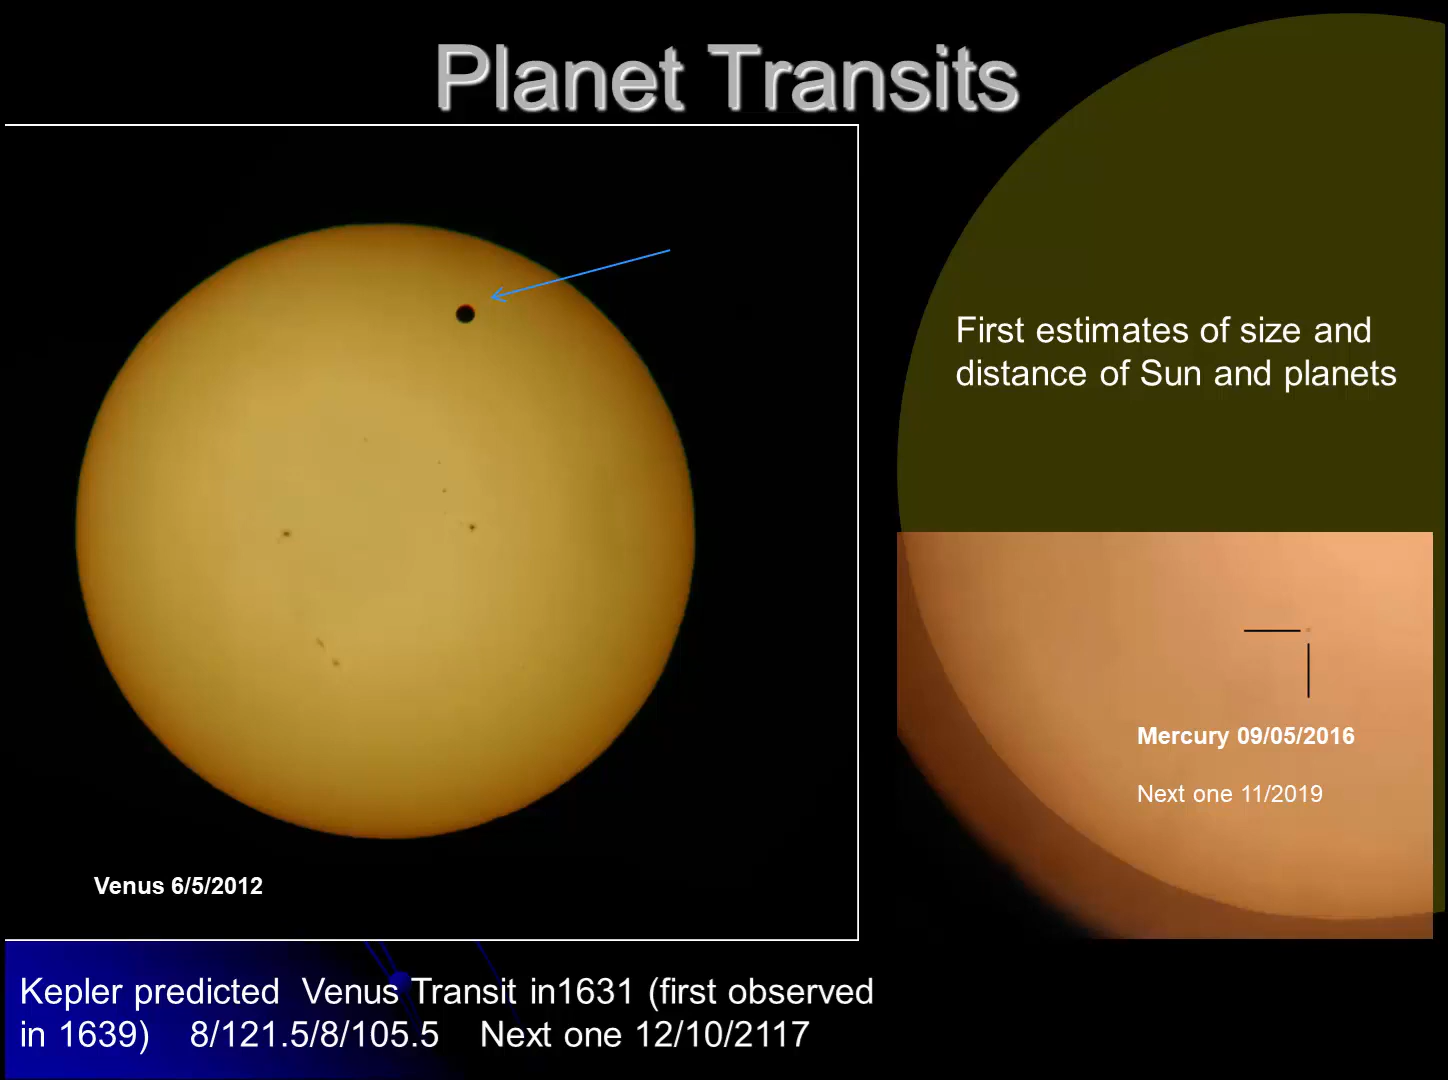 Planet Transits
First estimates of size and
distance of Sun and planets
Mercury 09/05/2016
Next one 11/2019
Venus 6/5/2012
Kepler predicted  Venus Transit in1631 (first observed
in 1639)    8/121.5/8/105.5    Next one 12/10/2117